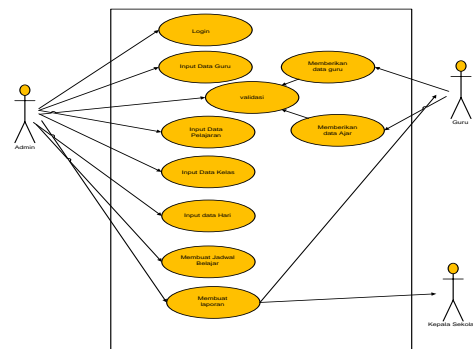 Login
Input Data Guru
Memberikan
data guru
validasi
Memberikan
data Ajar
Input Data
Pelajaran
Input Data Kelas
Input data Hari
Membuat Jadwal
Belajar
Membuat
laporan
Admin
Guru
Kepala Sekola